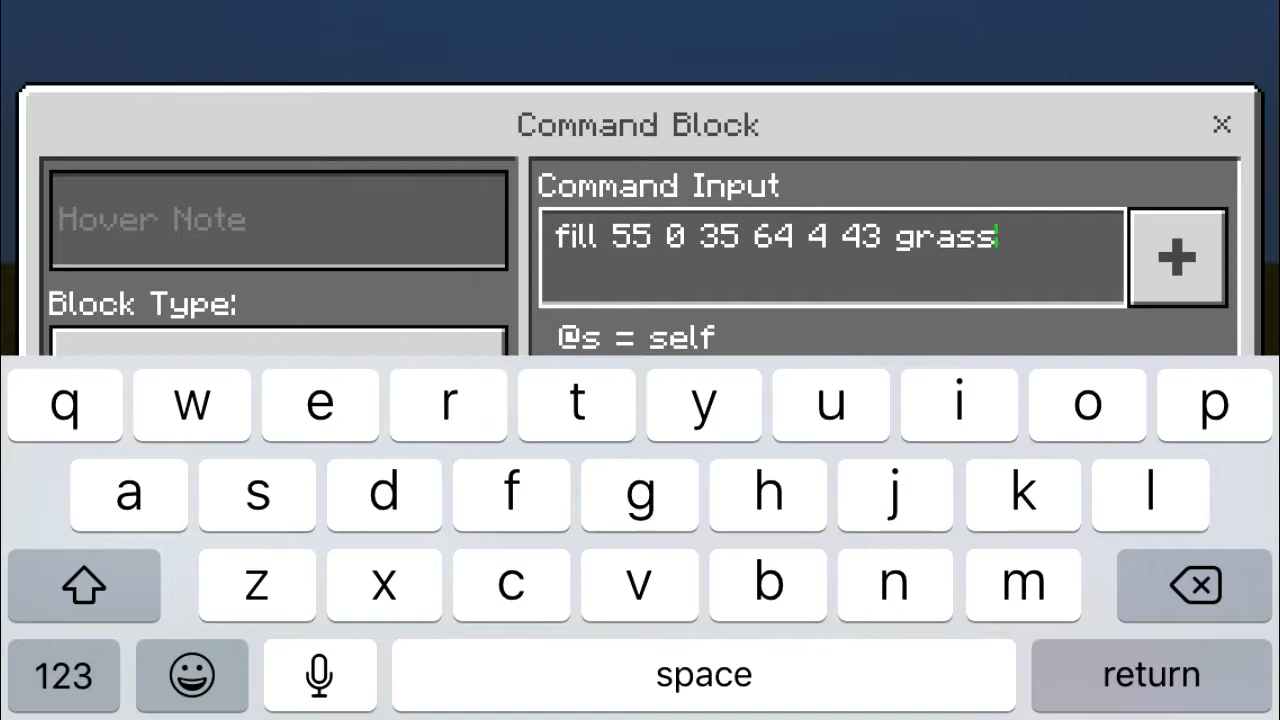 Command Block
Hover Note
Block Type:
Command Input
fill 55 0 35 64 4 43 grass
@s = self
q w e r t y u i o p
a s d f g h j k l
z x c v b n m
123 space return